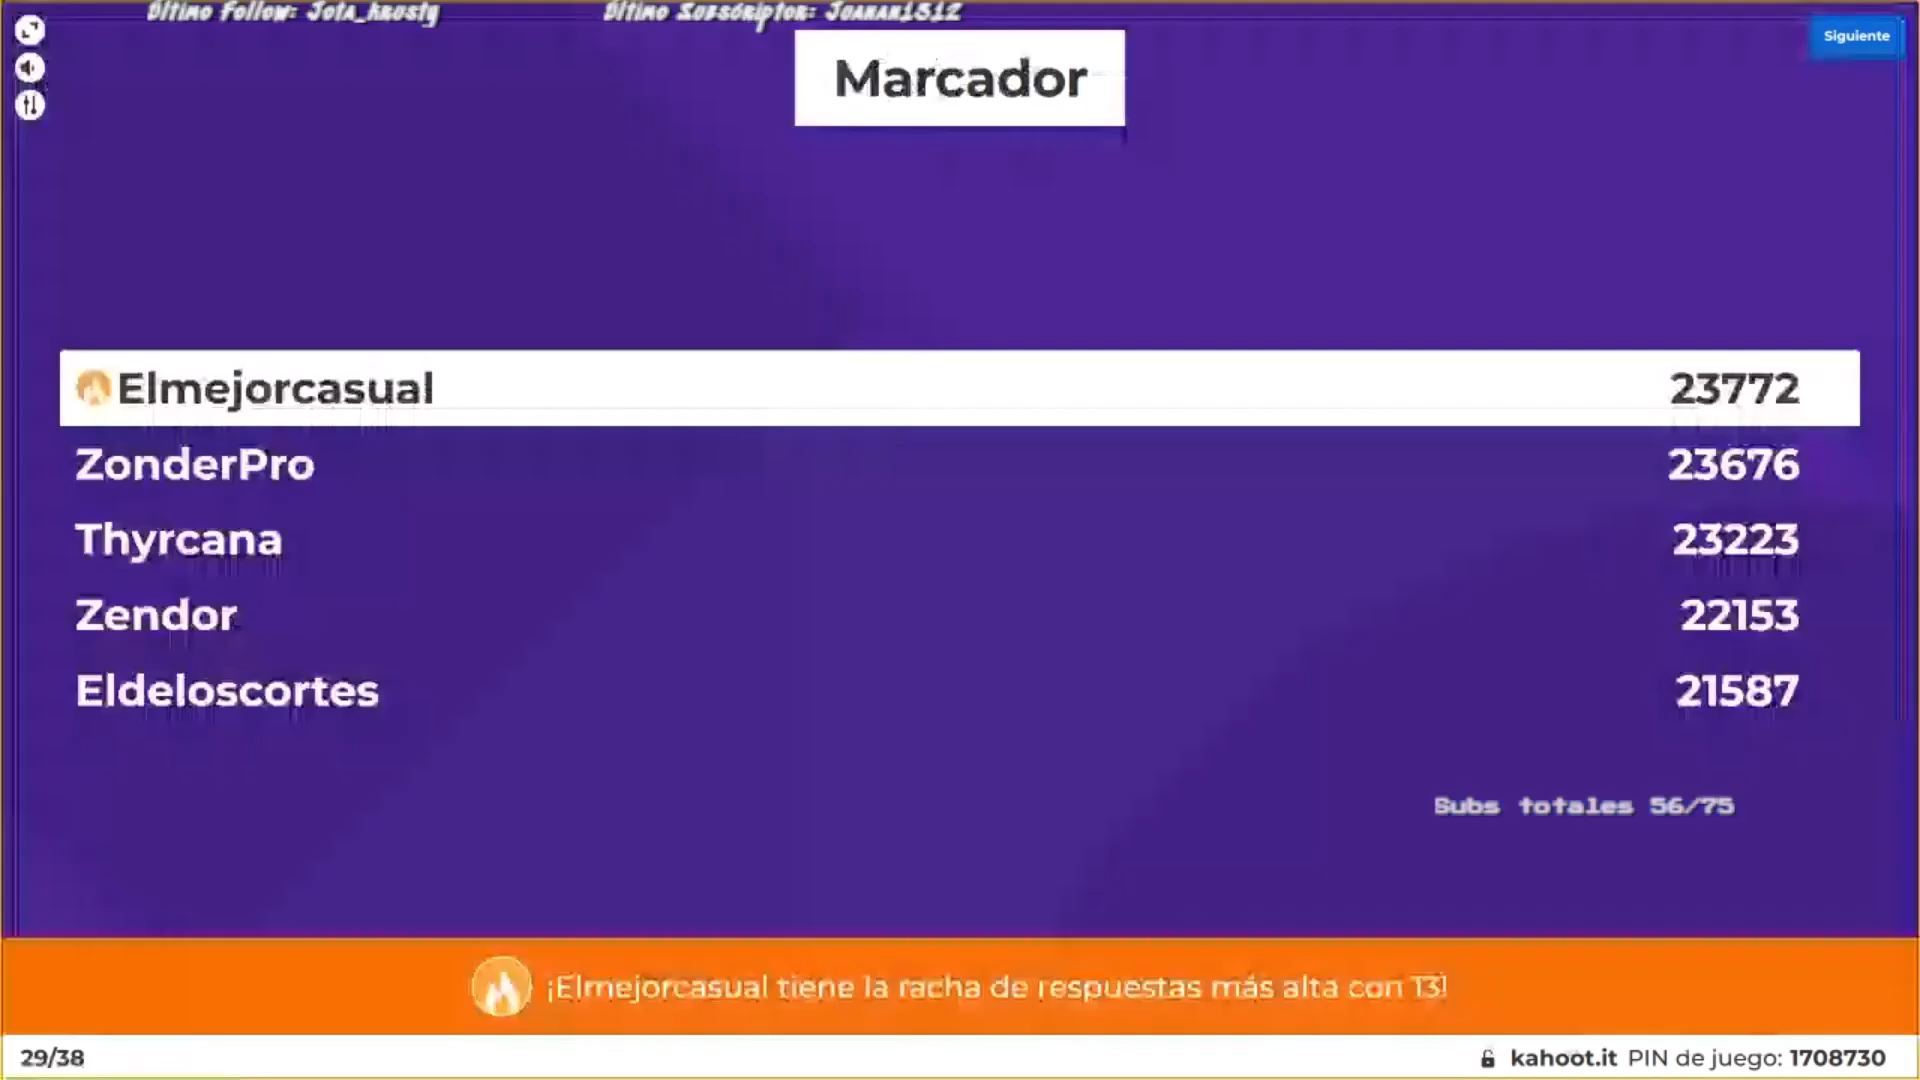 Último Follow: Jota_krosty
Último Subscriptor: Joanan1512
Siguiente
Marcador
Elmejorcasual 23772
ZonderPro 23676
Thyrcana 23223
Zendor 22153
Eldeloscortes 21587
Subs totales 56/75
¡Elmejorcasual tiene la racha de respuestas más alta con 13!
29/38
kahoot.it PIN de juego: 1708730